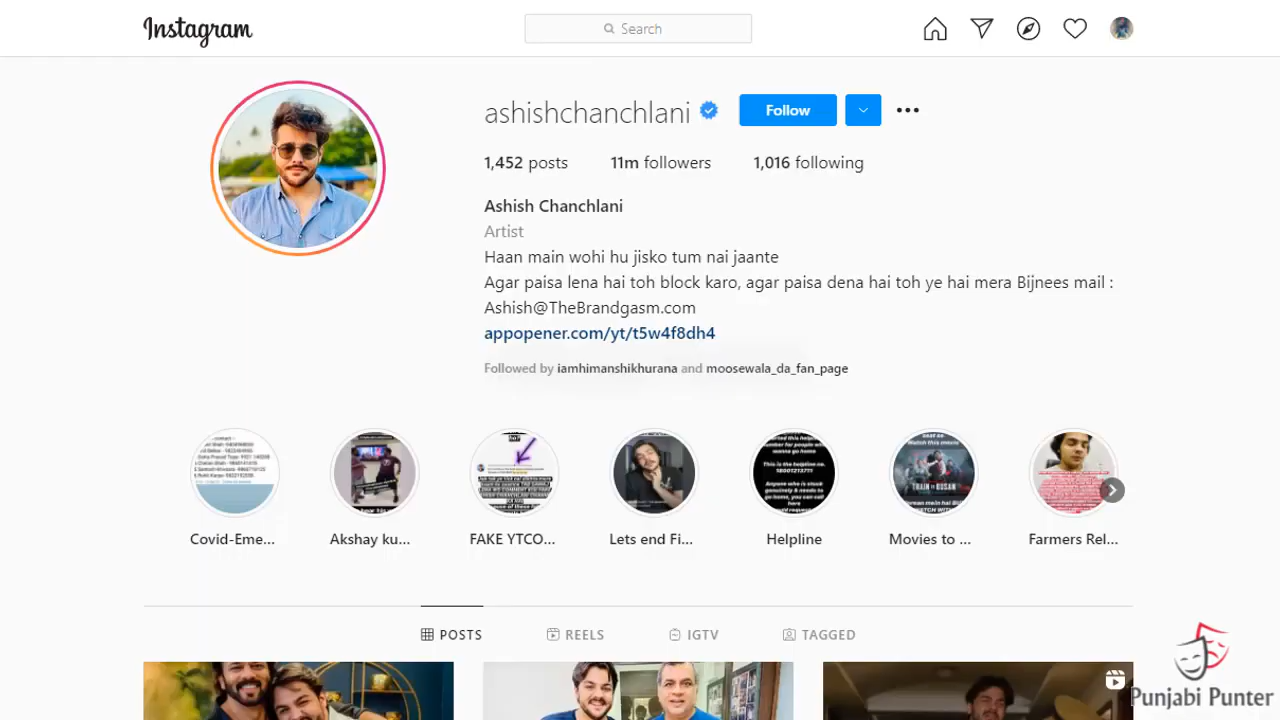 Instagram
Search
ashishchanchlani
Follow
1,452 posts 11m followers 1,016 following
Ashish Chanchlani
Artist
Haan main wohi hu jisko tum nai jaante
Agar paisa lena hai toh block karo, agar paisa dena hai toh ye hai mera Bijnees mail :
Ashish@TheBrandgasm.com
appopener.com/yt/t5w4f8dh4
Followed by iamhimanshikhurana and moosewala_da_fan_page
Covid-Eme... Akshay ku... FAKE YTCO... Lets end Fi... Helpline Movies to ... Farmers Rel...
POSTS REELS IGTV TAGGED
Punjabi Punter